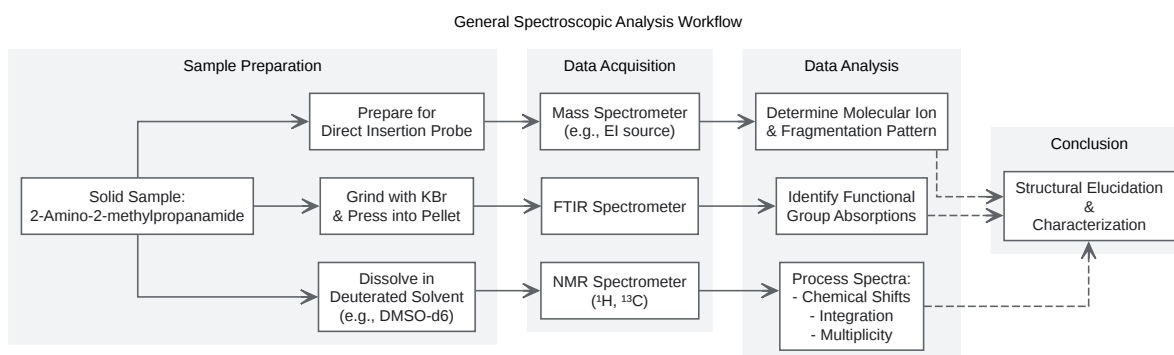 General Spectroscopic Analysis Workflow
Sample Preparation
Data Acquisition
Data Analysis
Conclusion
Solid Sample:
2-Amino-2-methylpropanamide
Prepare for
Direct Insertion Probe
Mass Spectrometer
(e.g., EI source)
Determine Molecular Ion
& Fragmentation Pattern
Grind with KBr
& Press into Pellet
FTIR Spectrometer
Identify Functional
Group Absorptions
Dissolve in
Deuterated Solvent
(e.g., DMSO-d6)
NMR Spectrometer
(¹H, ¹³C)
Process Spectra:
- Chemical Shifts
- Integration
- Multiplicity
Structural Elucidation
&
Characterization